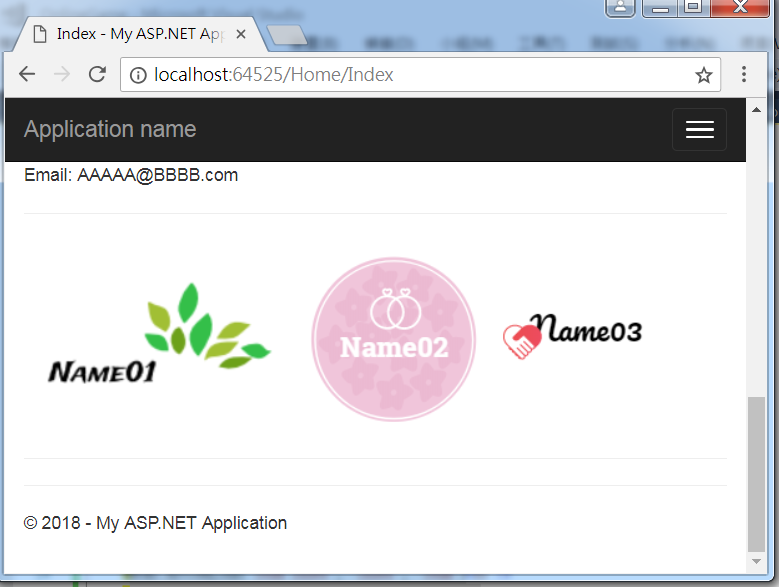 Index - My ASP.NET App
localhost:64525/Home/Index
Application name
Email: AAAAA@BBBB.com
Name01
Name02
Name03
© 2018 - My ASP.NET Application